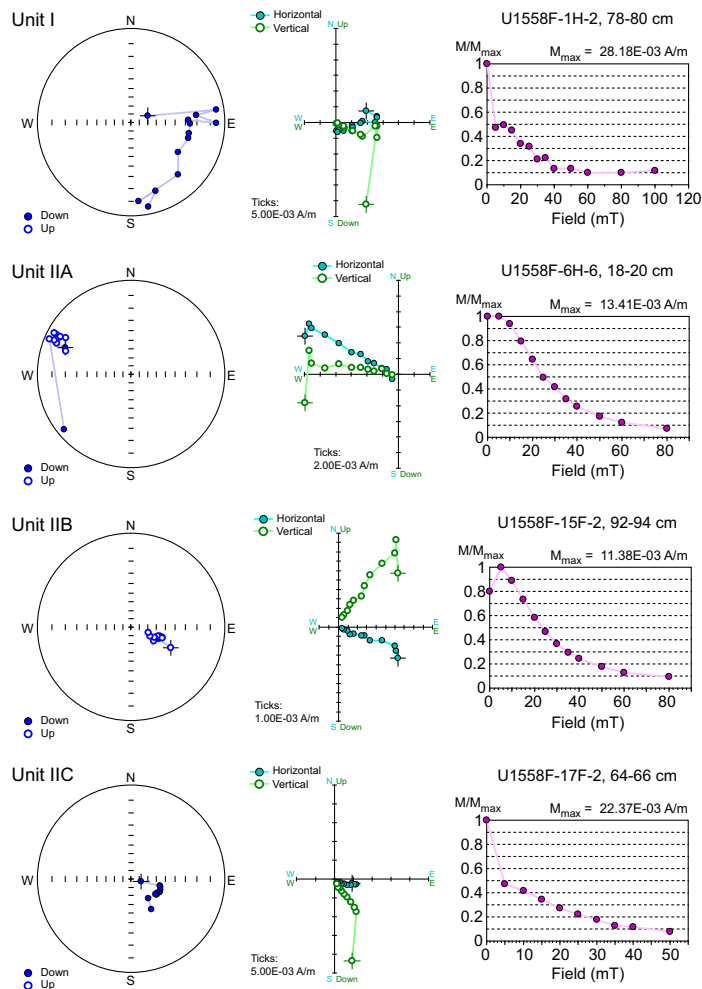 Unit I
N
W
E
S
Down
Up
Horizontal
Vertical
N Up
W
W
E
E
S Down
Ticks:
5.00E-03 A/m
U1558F-1H-2, 78-80 cm
M/Mmax
Mmax = 28.18E-03 A/m
1
0.8
0.6
0.4
0.2
0
0 20 40 60 80 100 120
Field (mT)
Unit IIA
N
W
E
S
Down
Up
Horizontal
Vertical
N Up
W
W
E
E
S Down
Ticks:
2.00E-03 A/m
U1558F-6H-6, 18-20 cm
M/Mmax
Mmax = 13.41E-03 A/m
1
0.8
0.6
0.4
0.2
0
0 20 40 60 80
Field (mT)
Unit IIB
N
W
E
S
Down
Up
Horizontal
Vertical
N Up
W
W
E
E
S Down
Ticks:
1.00E-03 A/m
U1558F-15F-2, 92-94 cm
M/Mmax
Mmax = 11.38E-03 A/m
1
0.8
0.6
0.4
0.2
0
0 20 40 60 80
Field (mT)
Unit IIC
N
W
E
S
Down
Up
Horizontal
Vertical
N Up
W
W
E
E
S Down
Ticks:
5.00E-03 A/m
U1558F-17F-2, 64-66 cm
M/Mmax
Mmax = 22.37E-03 A/m
1
0.8
0.6
0.4
0.2
0
0 10 20 30 40 50
Field (mT)